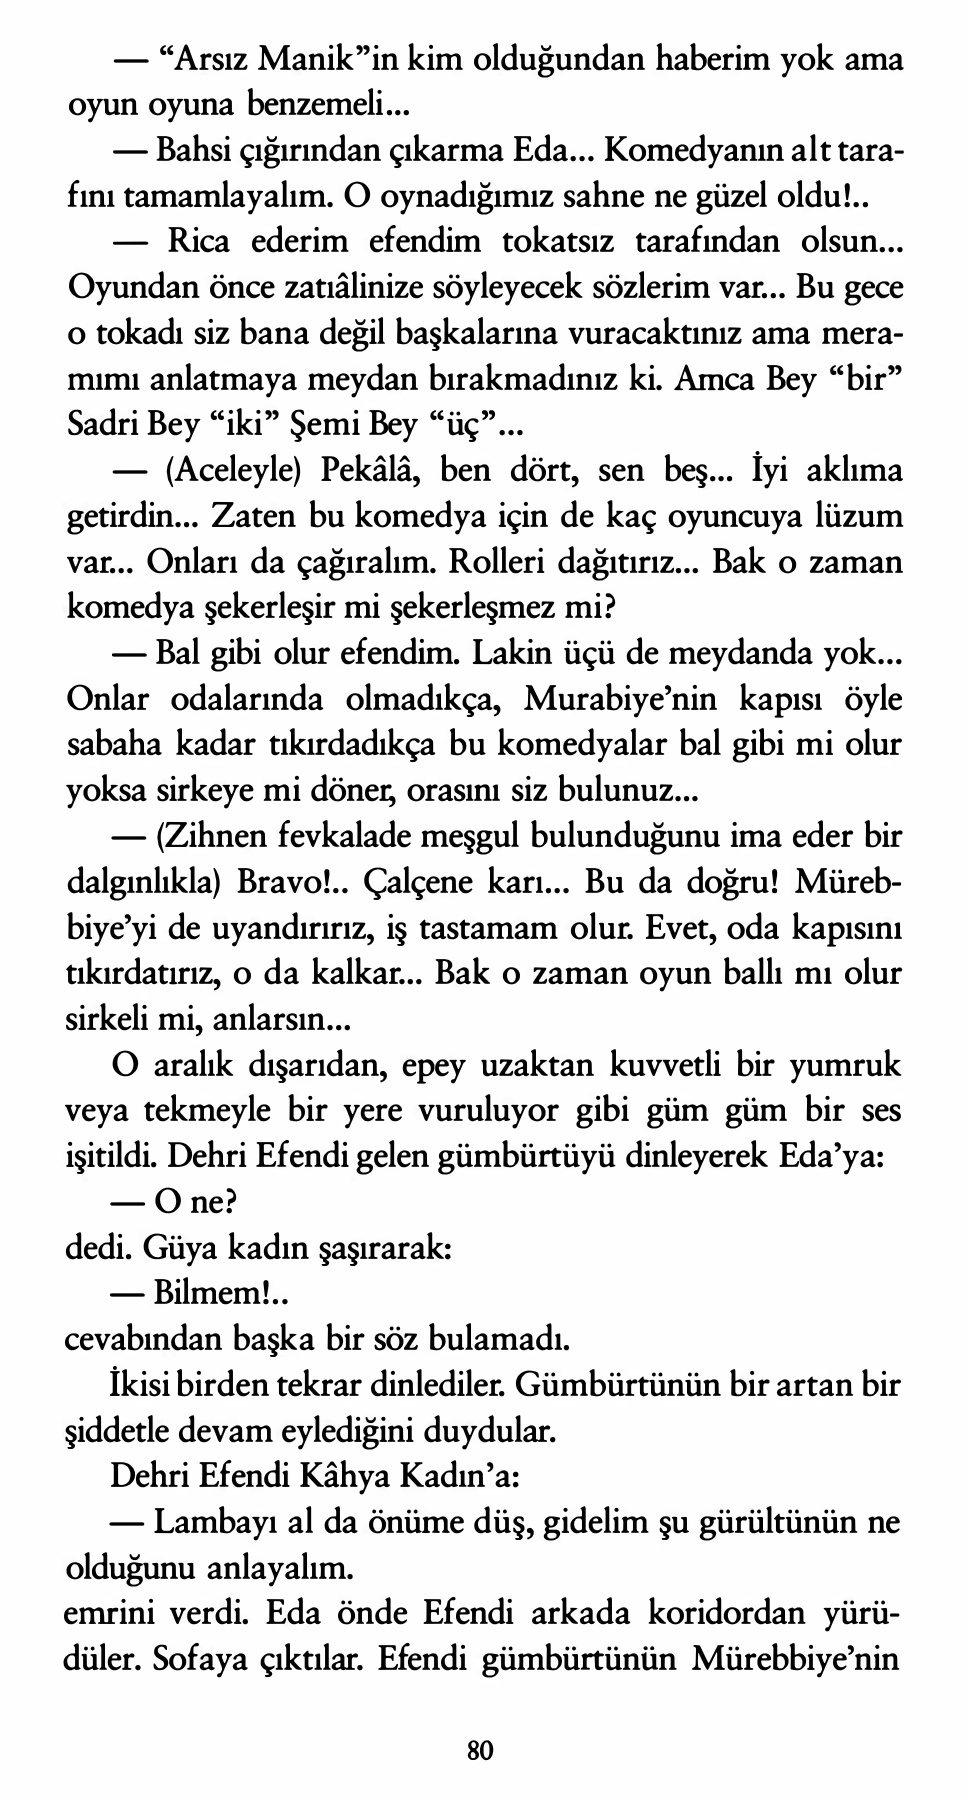 — “Arsız Manik”in kim olduğundan haberim yok ama
oyun oyuna benzemeli...
— Bahsi çığırından çıkarma Eda... Komedyanın alt tara-
fını tamamlayalım. O oynadığımız sahne ne güzel oldu!..
— Rica ederim efendim tokatsız tarafından olsun...
Oyundan önce zatıâlinize söyleyecek sözlerim var... Bu gece
o tokadı siz bana değil başkalarına vuracaktınız ama mera-
mımı anlatmaya meydan bırakmadınız ki. Amca Bey “bir”
Sadri Bey “iki” Şemi Bey “üç”...
— (Aceleyle) Pekâlâ, ben dört, sen beş... İyi aklıma
getirdin... Zaten bu komedya için de kaç oyuncuya lüzum
var... Onları da çağıralım. Rolleri dağıtırız... Bak o zaman
komedya şekerleşir mi şekerleşmez mi?
— Bal gibi olur efendim. Lakin üçü de meydanda yok...
Onlar odalarında olmadıkça, Murabiye’nin kapısı öyle
sabaha kadar tıkırdadıkça bu komedyalar bal gibi mi olur
yoksa sirkeye mi döner, orasını siz bulunuz...
— (Zihnen fevkalade meşgul bulunduğunu ima eder bir
dalgınlıkla) Bravo!.. Çalçene karı... Bu da doğru! Müreb-
biye’yi de uyandırırız, iş tastamam olur. Evet, oda kapısını
tıkırdatırız, o da kalkar... Bak o zaman oyun ballı mı olur
sirkeli mi, anlarsın...
O aralık dışarıdan, epey uzaktan kuvvetli bir yumruk
veya tekmeyle bir yere vuruluyor gibi güm güm bir ses
işitildi. Dehri Efendi gelen gümbürtüyü dinleyerek Eda’ya:
— O ne?
dedi. Güya kadın şaşırarak:
— Bilmem!..
cevabından başka bir söz bulamadı.
İkisi birden tekrar dinlediler. Gümbürtünün bir artan bir
şiddetle devam eylediğini duydular.
Dehri Efendi Kâhya Kadın’a:
— Lambayı al da önüme düş, gidelim şu gürültünün ne
olduğunu anlayalım.
emrini verdi. Eda önde Efendi arkada koridordan yürü-
düler. Sofaya çıktılar. Efendi gümbürtünün Mürebbiye’nin
80